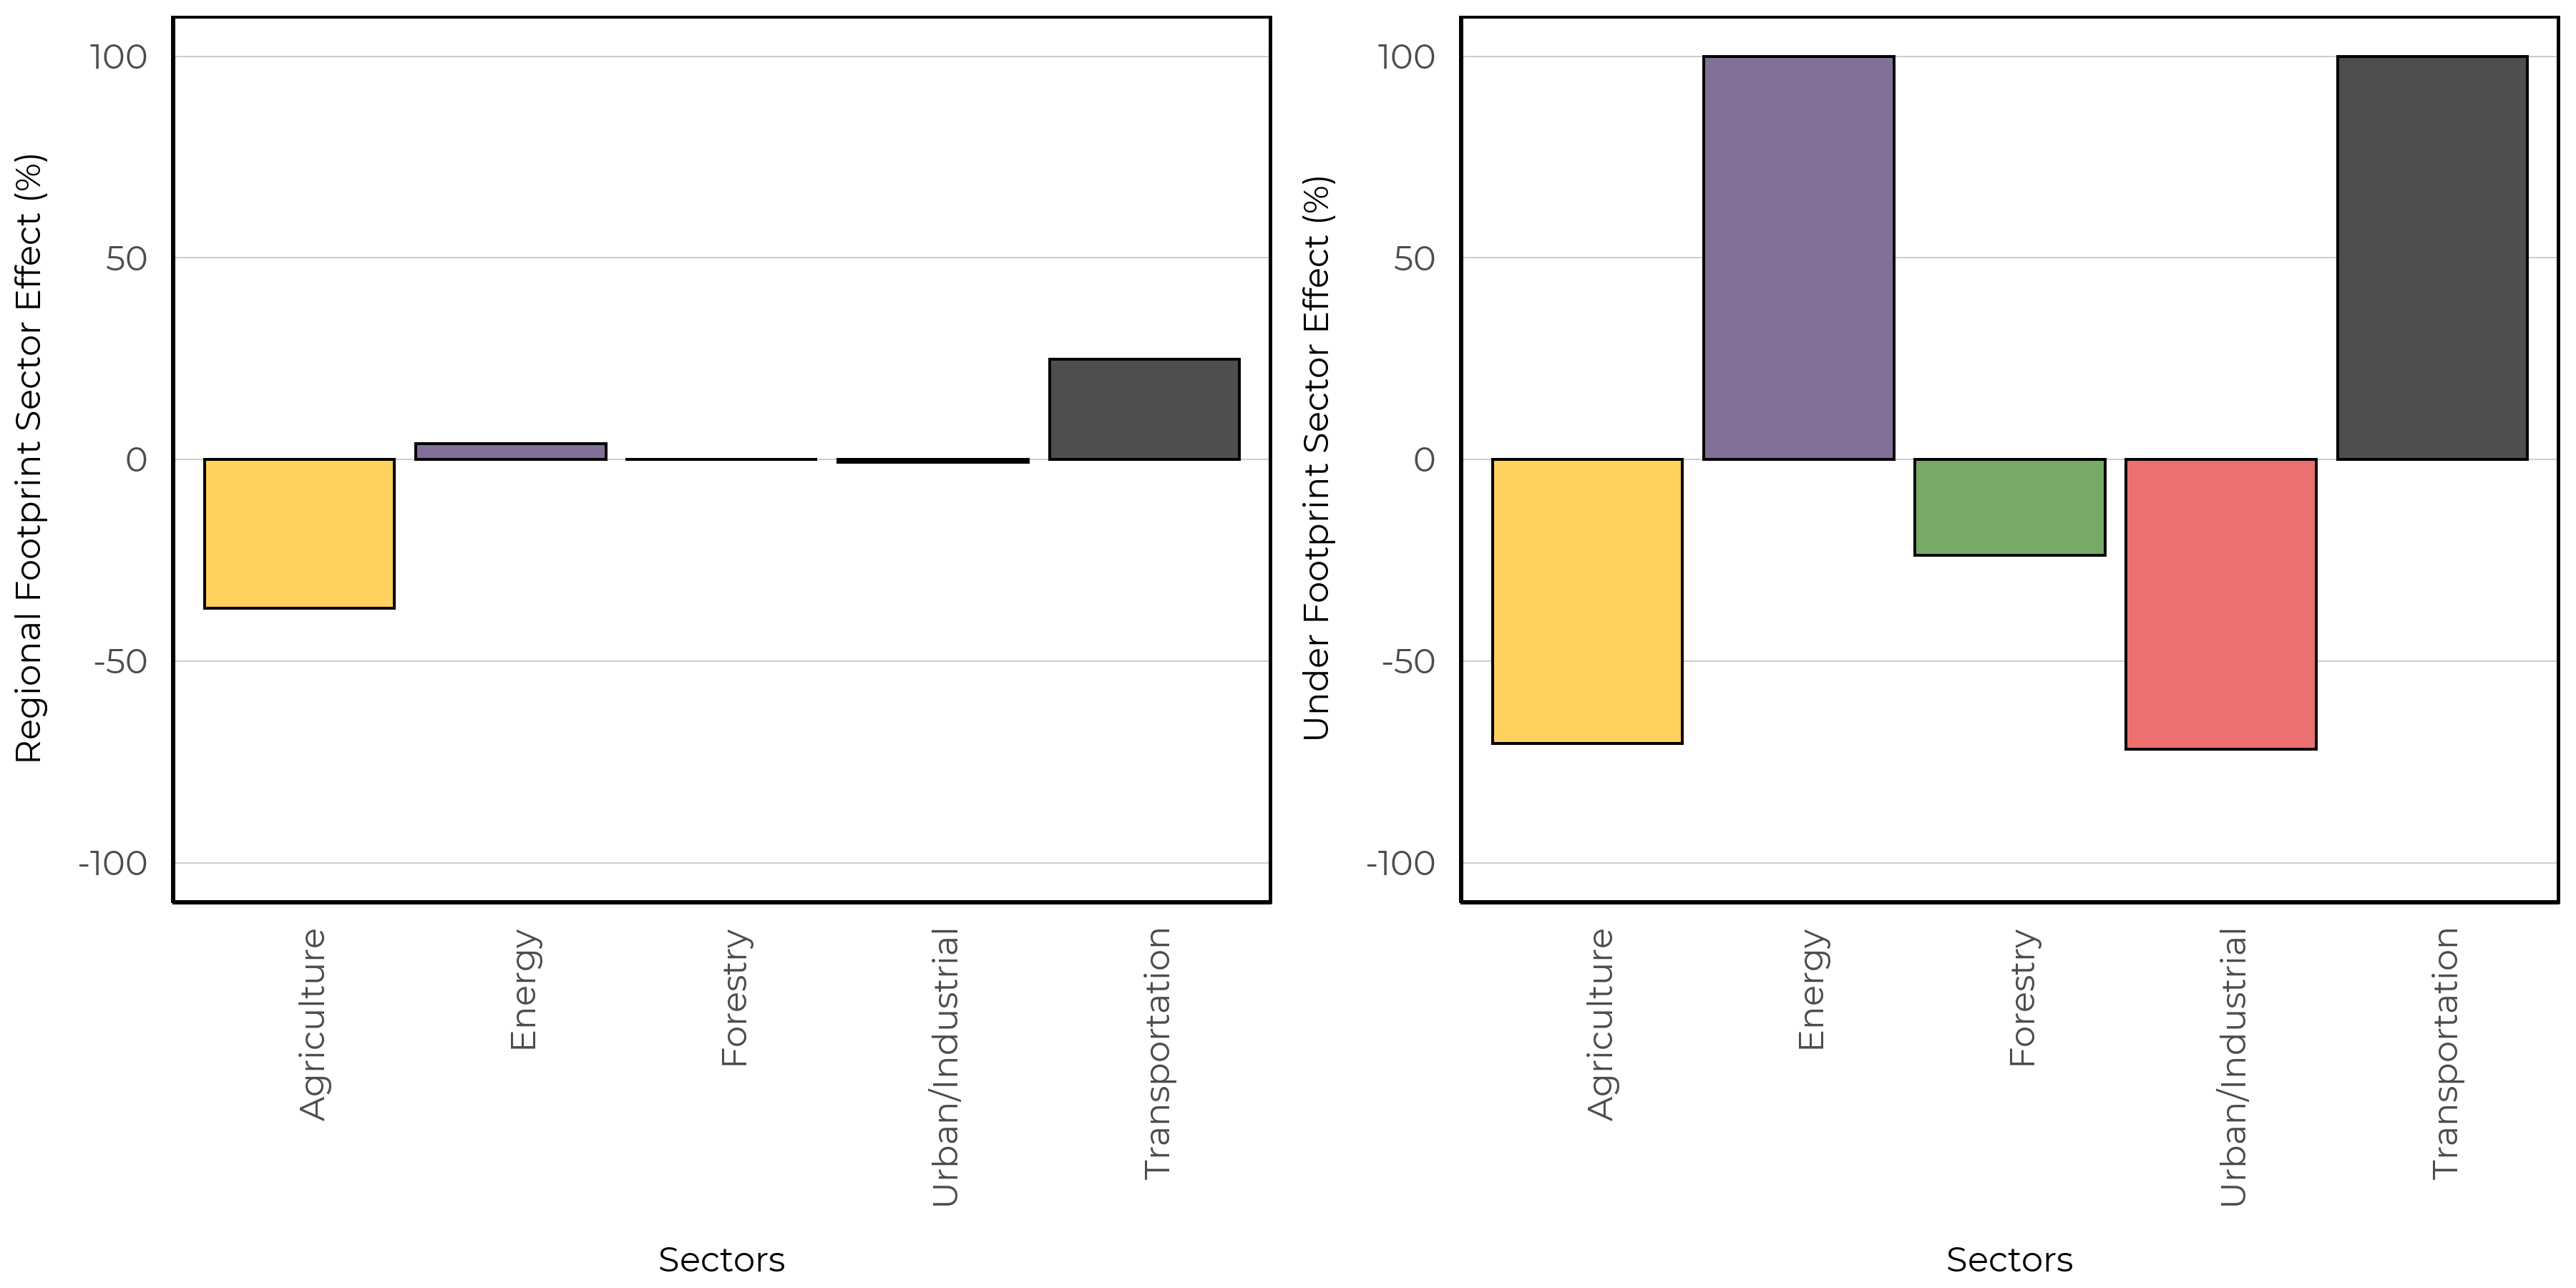 Regional Footprint Sector Effect (%)
100
50
0
-50
-100
Agriculture
Energy
Forestry
Urban/Industrial
Transportation
Sectors
Under Footprint Sector Effect (%)
100
50
0
-50
-100
Agriculture
Energy
Forestry
Urban/Industrial
Transportation
Sectors